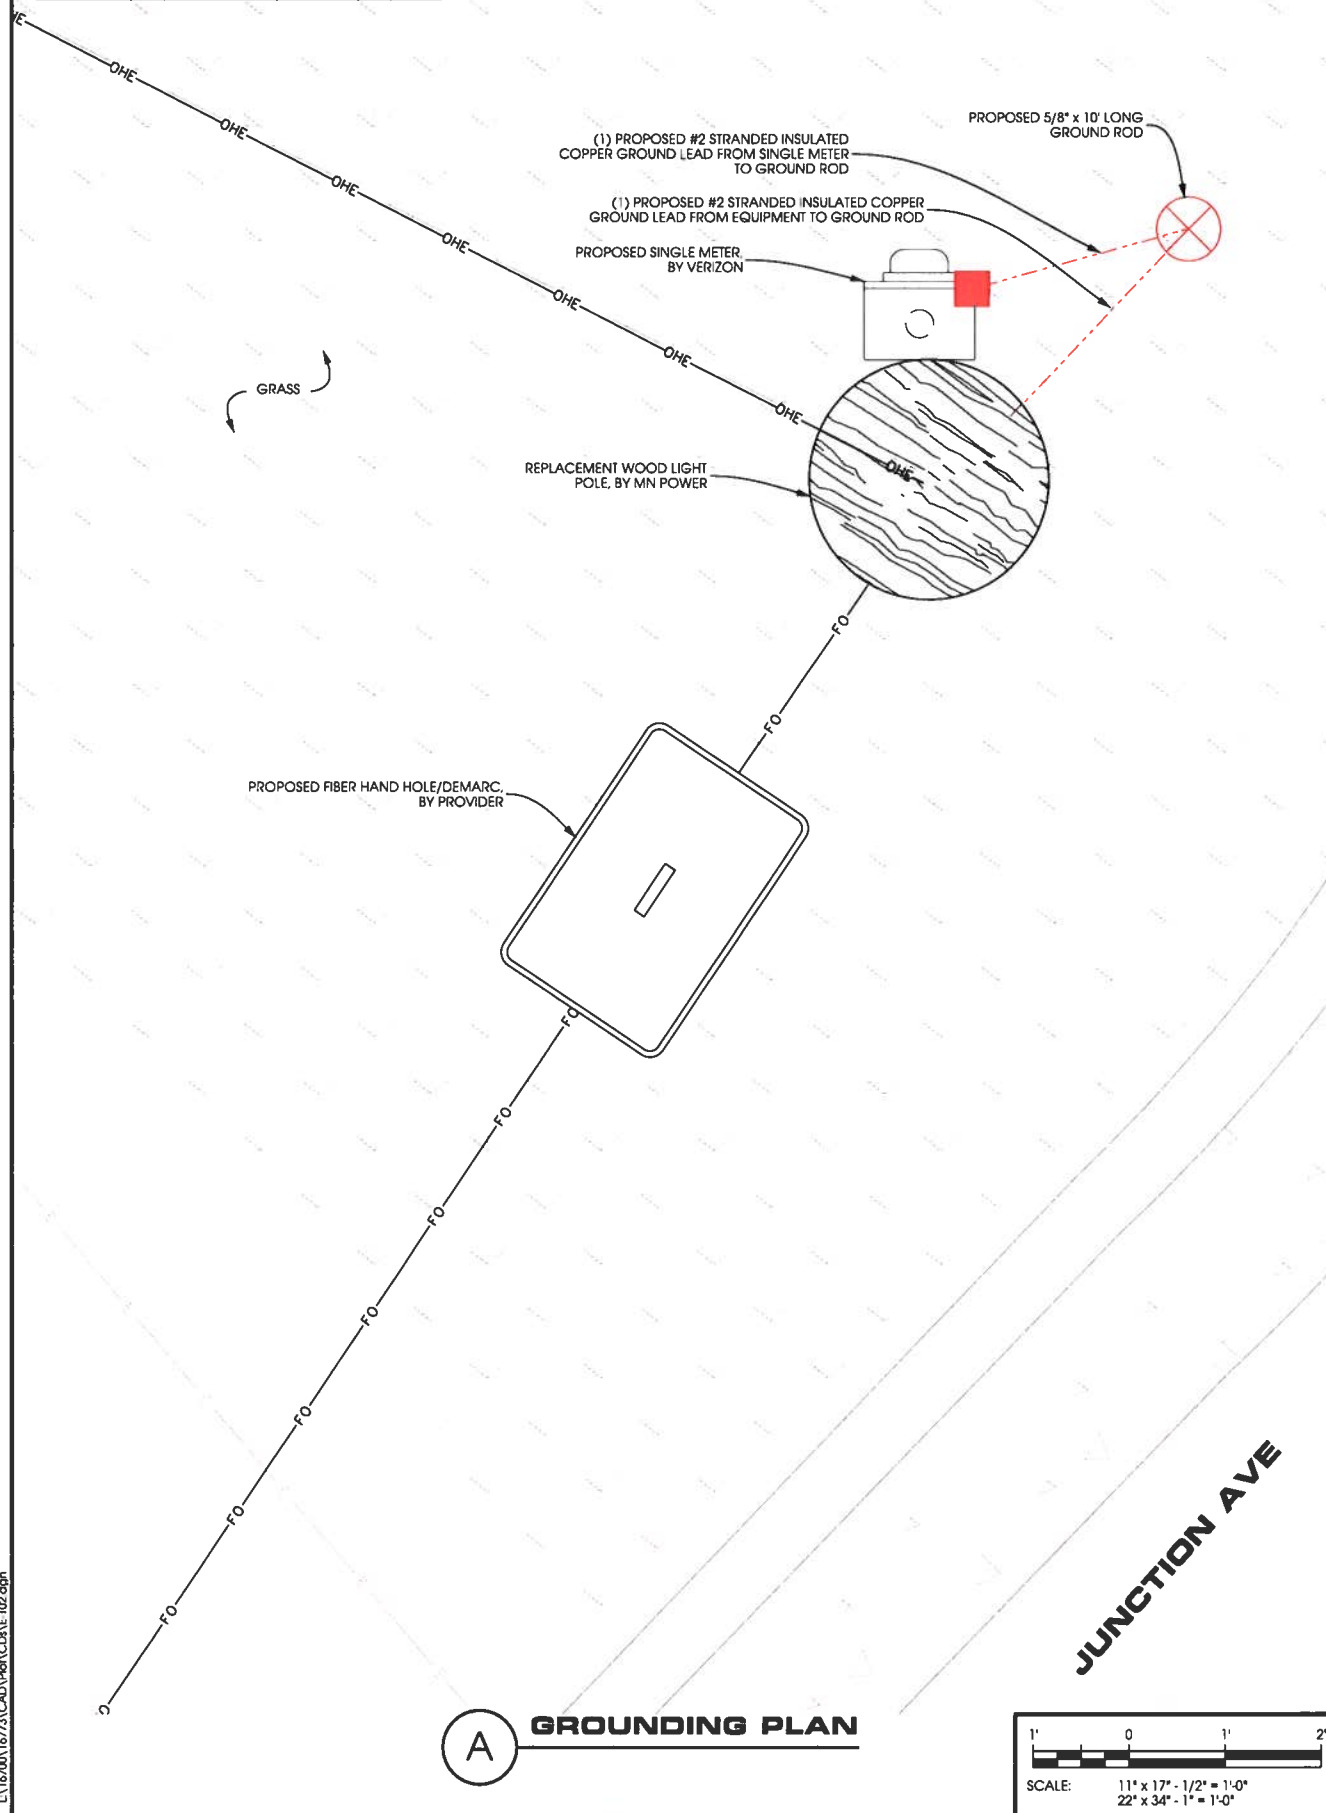 HE
OHE
OHE
OHE
OHE
OHE
OHE
OHE
OHE
PROPOSED 5/8" x 10' LONG
GROUND ROD
(1) PROPOSED #2 STRANDED INSULATED
COPPER GROUND LEAD FROM SINGLE METER
TO GROUND ROD
(1) PROPOSED #2 STRANDED INSULATED COPPER
GROUND LEAD FROM EQUIPMENT TO GROUND ROD
PROPOSED SINGLE METER,
BY VERIZON
GRASS
REPLACEMENT WOOD LIGHT
POLE, BY MN POWER
FO
FO
PROPOSED FIBER HAND HOLE/DEMARC,
BY PROVIDER
FO
FO
FO
FO
FO
FO
FO
JUNCTION AVE
A
GROUNDING PLAN
1' 0 1' 2'
SCALE: 11" x 17" - 1/2" = 1'-0"
22" x 34" - 1" = 1'-0"